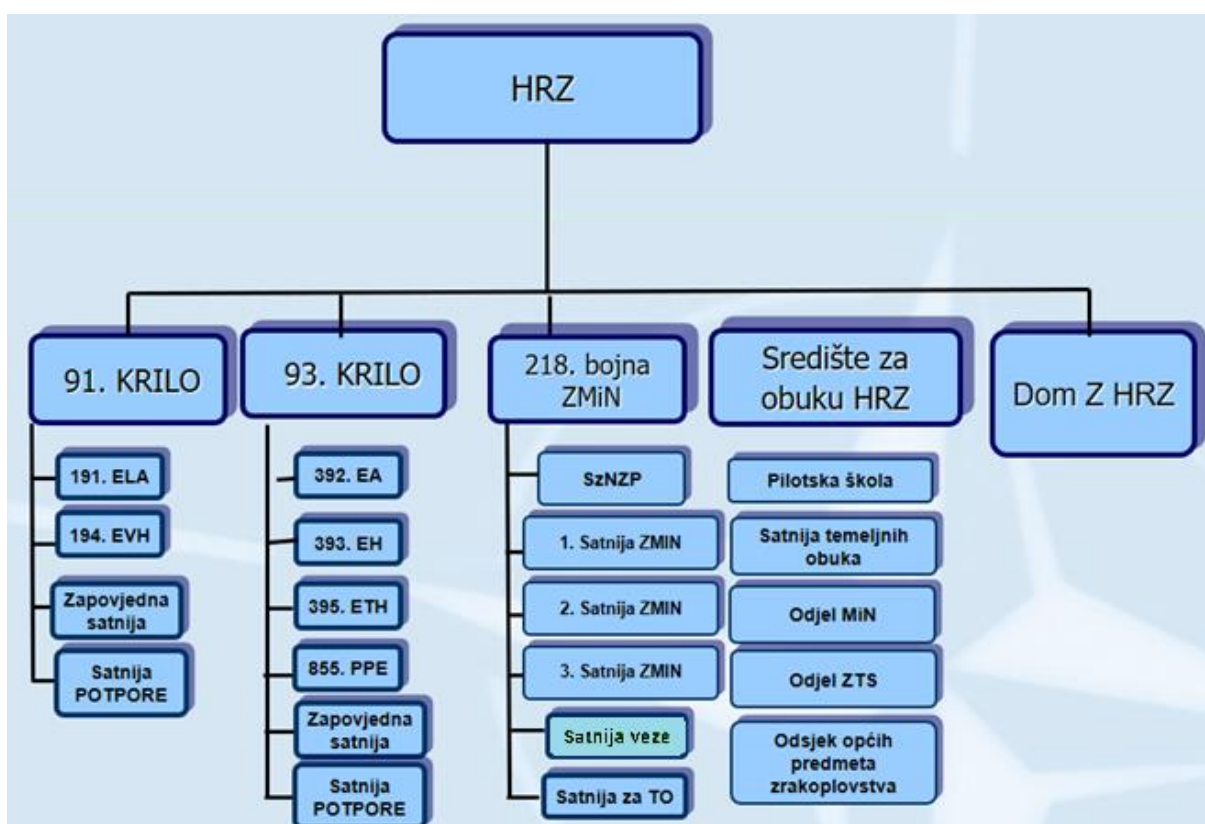 HRZ
91. KRILO
191. ELA
194. EVH
Zapovjedna
satnija
Satnija
POTPORE
93. KRILO
392. EA
393. EH
395. ETH
855. PPE
Zapovjedna
satnija
Satnija
POTPORE
218. bojna
ZMiN
SzNZP
1. Satnija ZMIN
2. Satnija ZMIN
3. Satnija ZMIN
Satnija veze
Satnija za TO
Središte za
obuku HRZ
Pilotska škola
Satnija temeljnih
obuka
Odjel MiN
Odjel ZTS
Odsjek općih
predmeta
zrakoplovstva
Dom Z HRZ